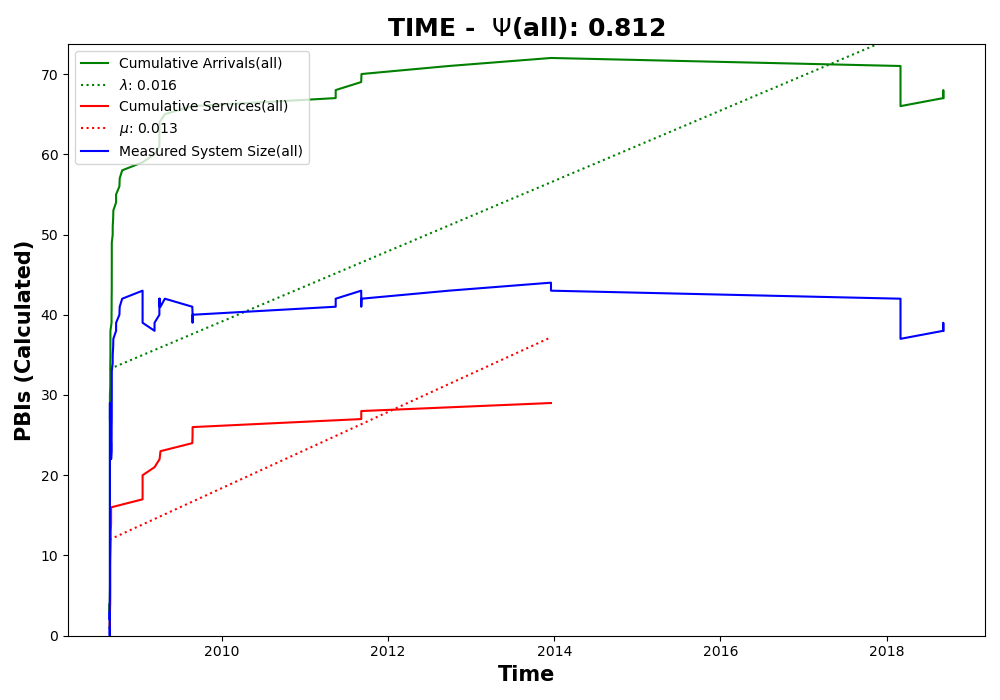 TIME - Ψ(all): 0.812
Cumulative Arrivals(all)
λ: 0.016
Cumulative Services(all)
μ: 0.013
Measured System Size(all)
PBIs (Calculated)
70
60
50
40
30
20
10
0
2010 2012 2014 2016 2018
Time